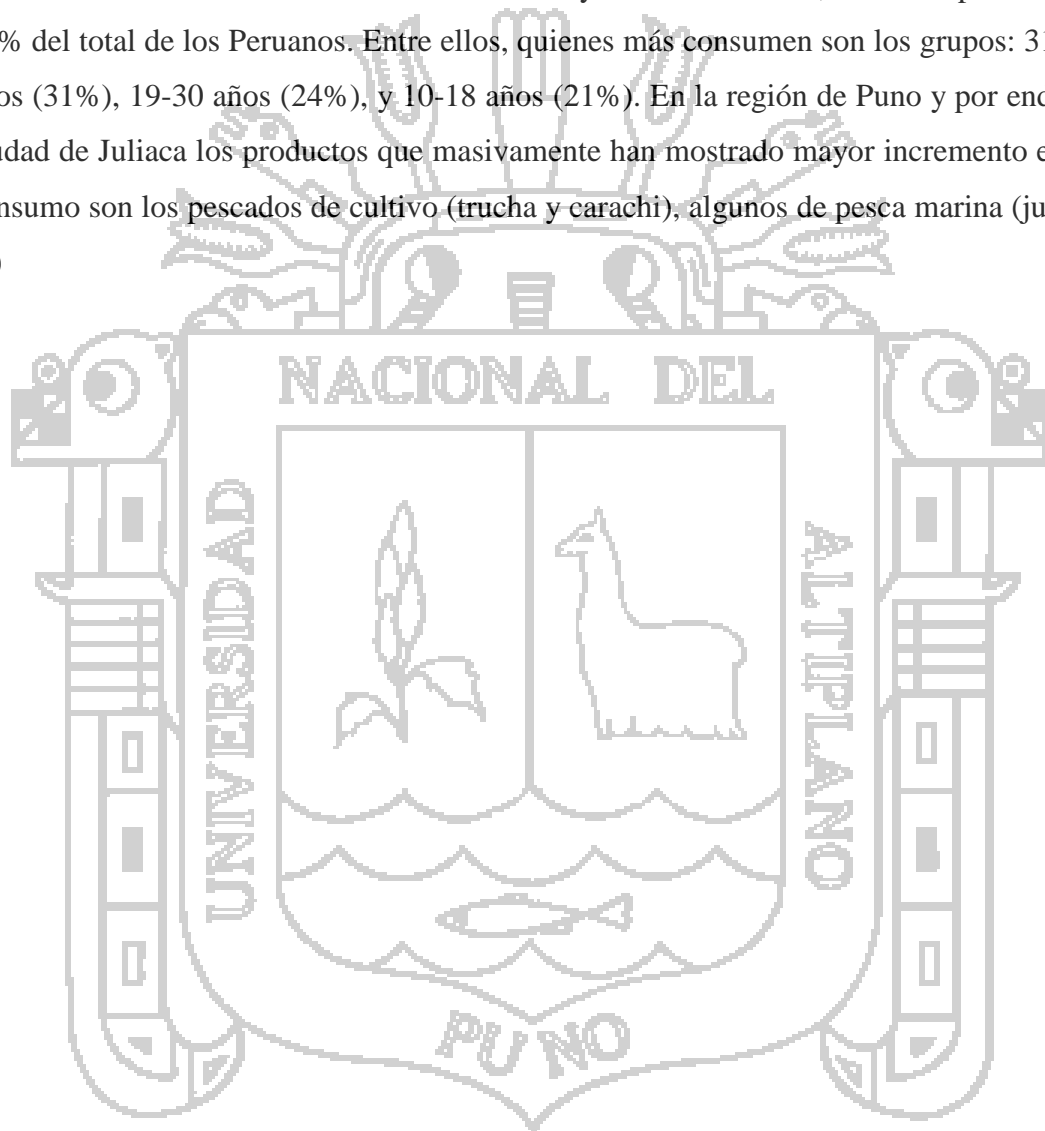 % del total de los Peruanos. Entre ellos, quienes más consumen son los grupos: 31
os (31%), 19-30 años (24%), y 10-18 años (21%). En la región de Puno y por end
udad de Juliaca los productos que masivamente han mostrado mayor incremento e
nsumo son los pescados de cultivo (trucha y carachi), algunos de pesca marina (ju
)
NACIONAL DEL
UNIVERSIDAD
ALTIPLANO
PUNO